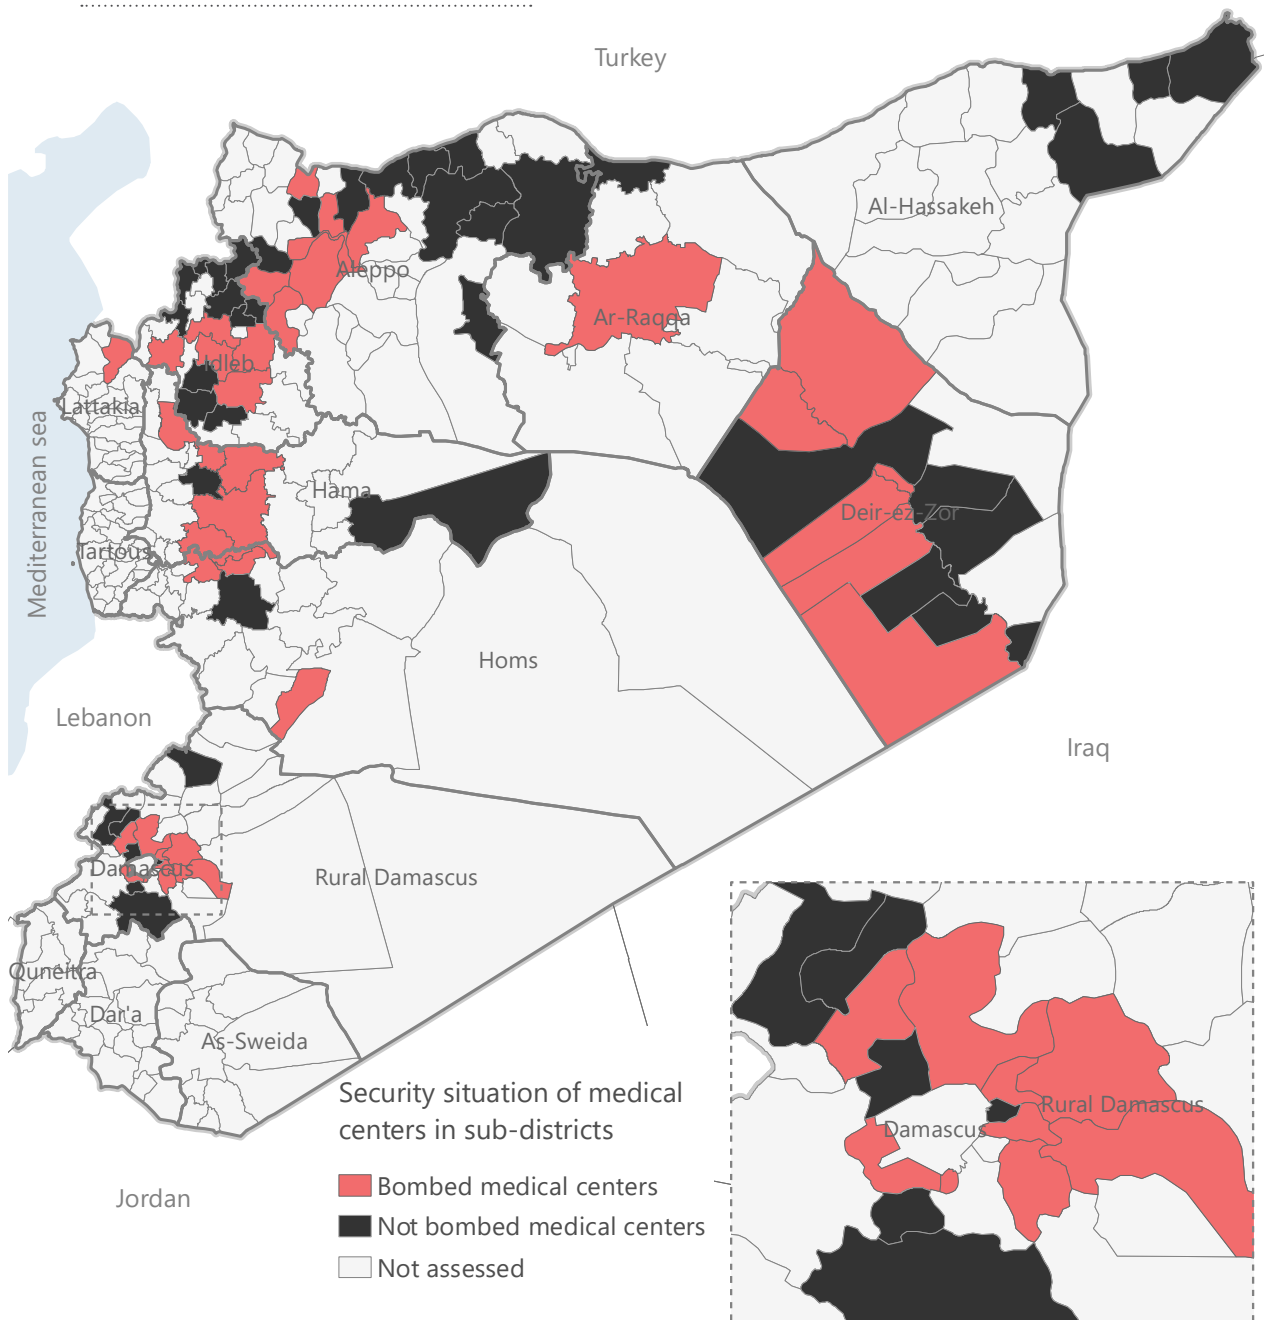 Turkey
Al-Hassakeh
Aleppo
Ar-Raqqa
Idleb
Lattakia
Mediterranean sea
Hama
Deir-ez-Zor
Tartous
Homs
Lebanon
Iraq
Damascus
Rural Damascus
Quneitra
Dar'a
As-Sweida
Security situation of medical
centers in sub-districts
Bombed medical centers
Not bombed medical centers
Not assessed
Jordan
Rural Damascus
Damascus